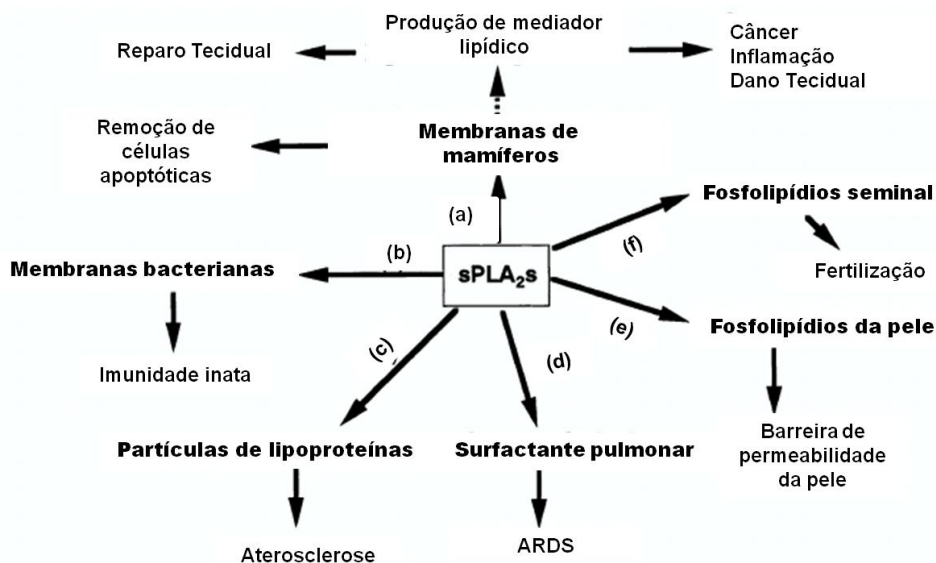 Produção de mediador
lipídico
Reparo Tecidual
Câncer
Inflamação
Dano Tecidual
Remoção de
células
apoptóticas
Membranas de
mamíferos
(a)
Fosfolipídios seminal
(f)
Fertilização
Membranas bacterianas
(b)
sPLA₂s
(e)
Fosfolipídios da pele
Imunidade inata
(c)
(d)
Partículas de lipoproteínas
Surfactante pulmonar
Barreira de
permeabilidade
da pele
Aterosclerose
ARDS